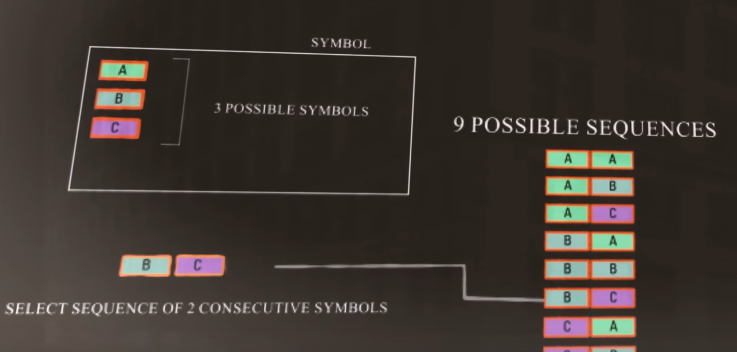 SYMBOL
A
B
C
3 POSSIBLE SYMBOLS
9 POSSIBLE SEQUENCES
A A
A B
A C
B A
B B
B C
C A
B C
SELECT SEQUENCE OF 2 CONSECUTIVE SYMBOLS